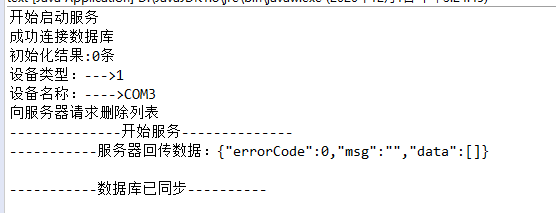 开始启动服务
成功连接数据库
初始化结果:0条
设备类型：--->1
设备名称：---->COM3
向服务器请求删除列表
--------------开始服务--------------
-----------服务器回传数据：{"errorCode":0,"msg":"","data":[]}
-----------数据库已同步----------